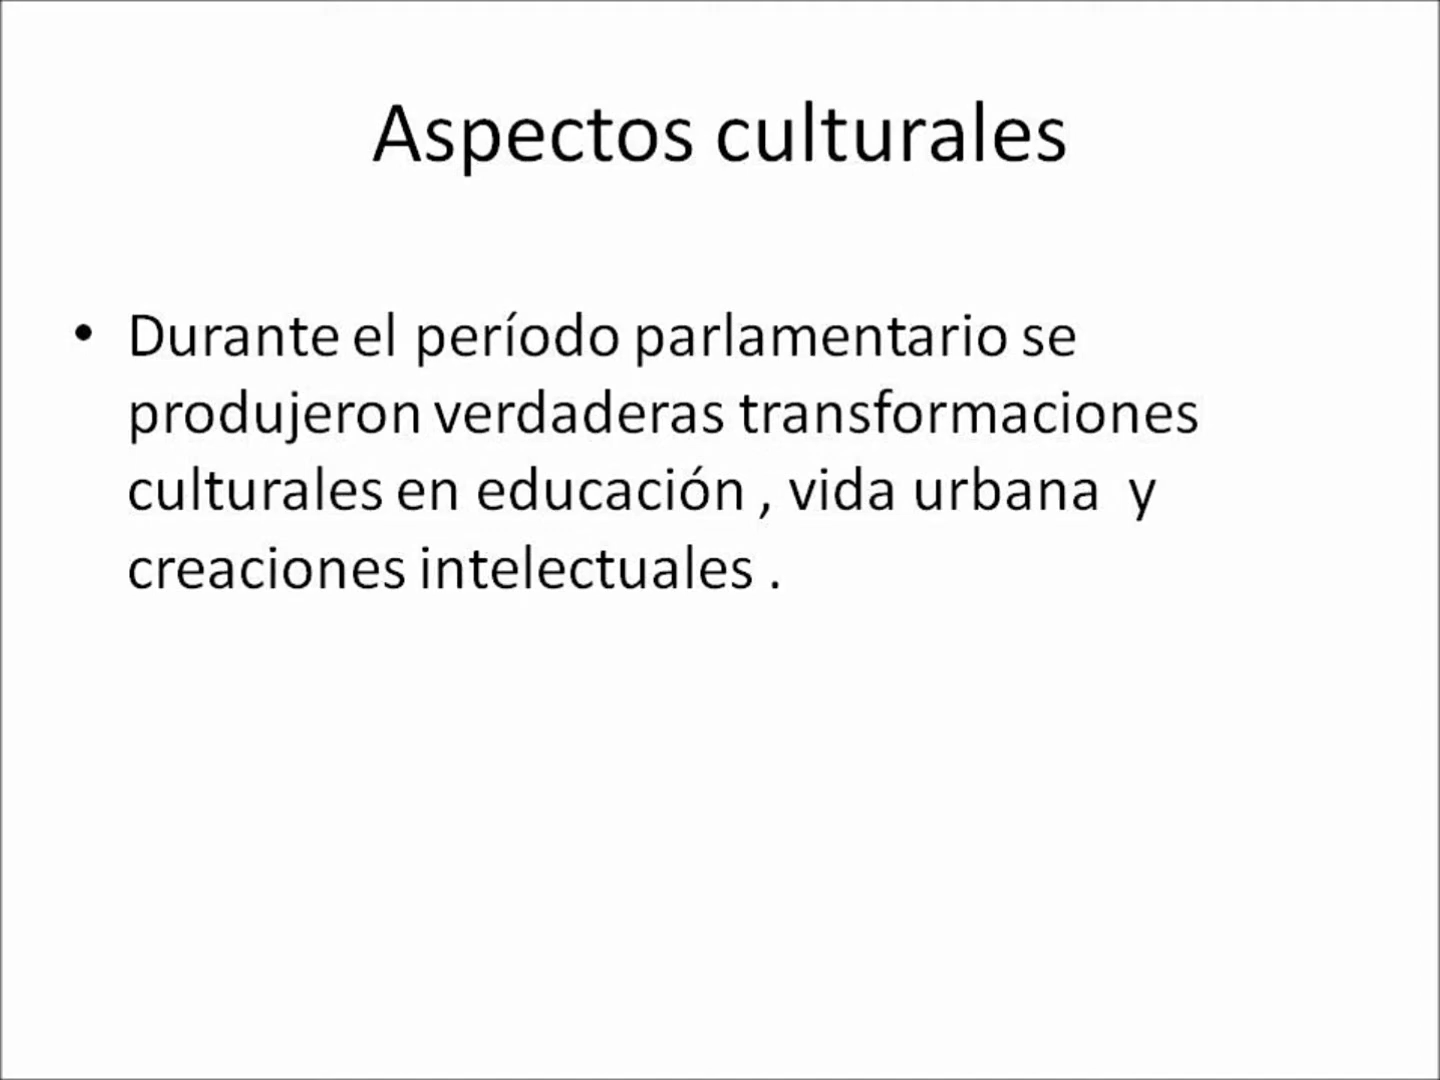 Aspectos culturales
• Durante el período parlamentario se
produjeron verdaderas transformaciones
culturales en educación , vida urbana  y
creaciones intelectuales .